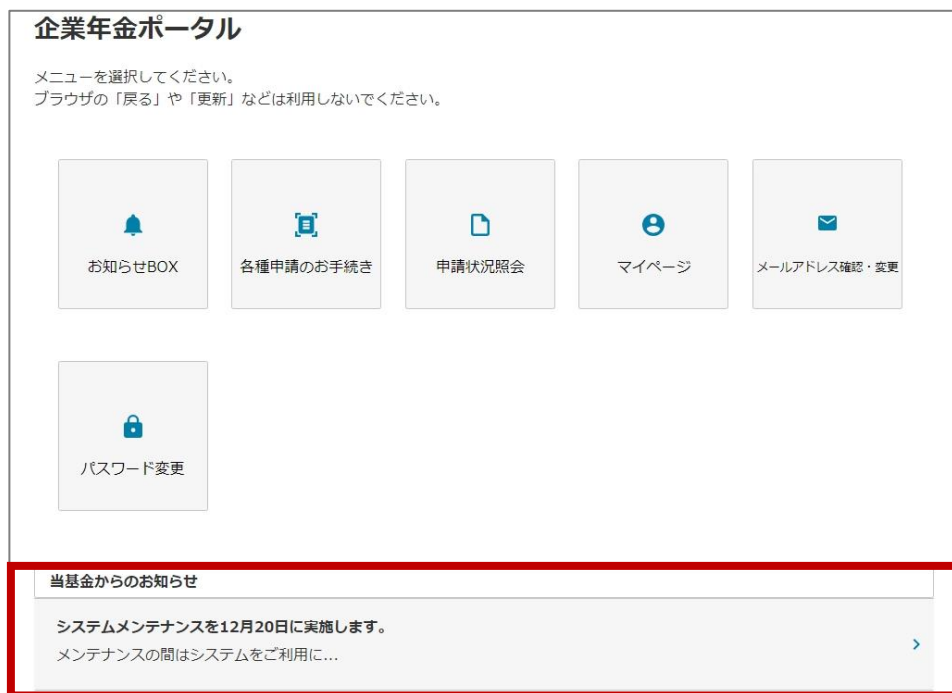 企業年金ポータル
メニューを選択してください。
ブラウザの「戻る」や「更新」などは利用しないでください。
お知らせBOX
各種申請のお手続き
申請状況照会
マイページ
メールアドレス確認・変更
パスワード変更
当基金からのお知らせ
システムメンテナンスを12月20日に実施します。
メンテナンスの間はシステムをご利用に...